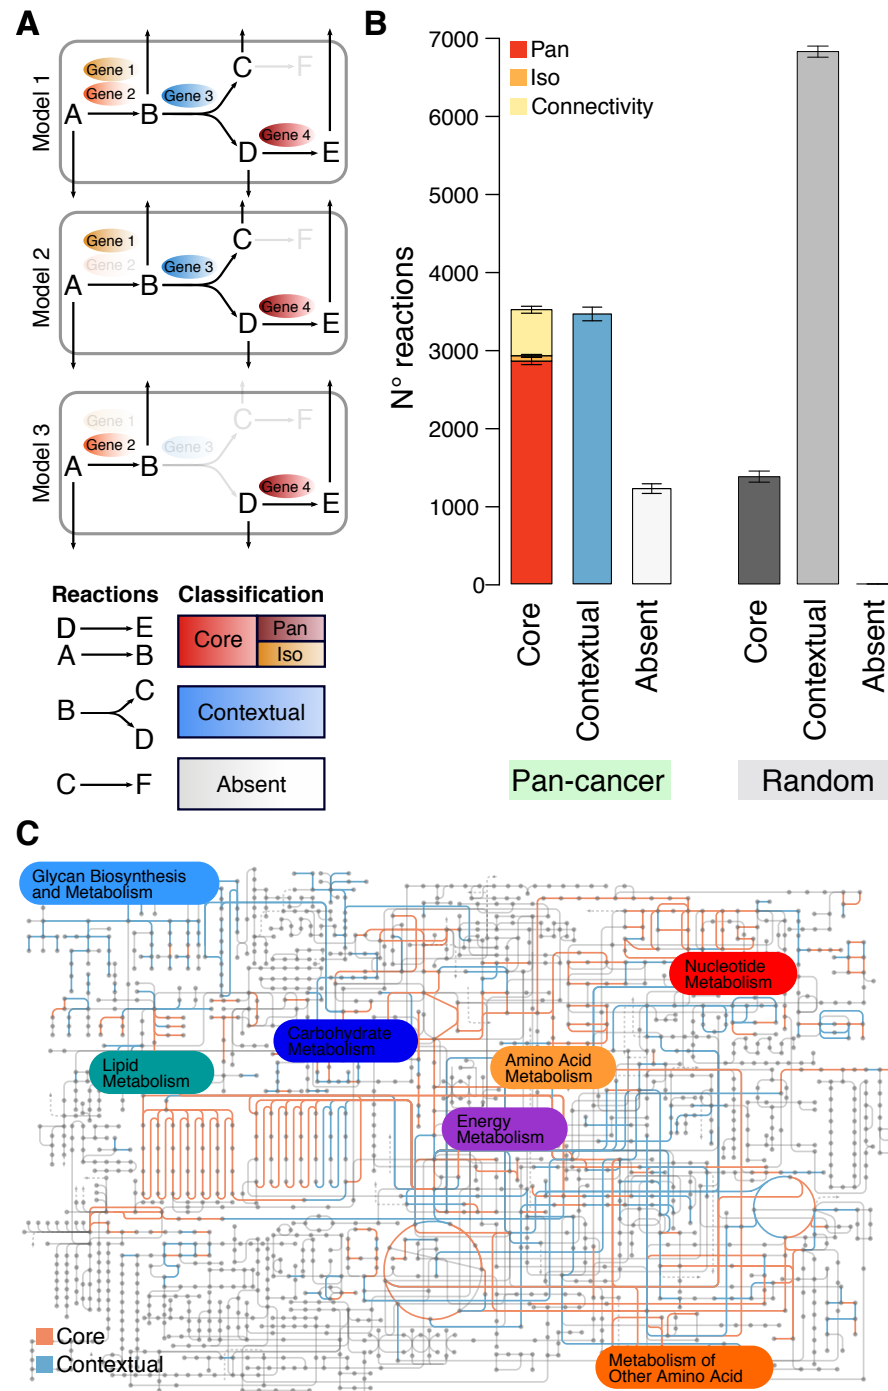 A
Model 1
Gene 1
Gene 2
Gene 3
Gene 4
A
B
C
F
D
E
Model 2
Gene 1
Gene 2
Gene 3
Gene 4
A
B
C
F
D
E
Model 3
Gene 1
Gene 2
Gene 3
Gene 4
A
B
C
F
D
E
Reactions
Classification
D
E
A
B
Core
Pan
Iso
B
C
D
Contextual
C
F
Absent
B
Pan
Iso
Connectivity
N° reactions
7000
6000
5000
4000
3000
2000
1000
0
Core
Contextual
Absent
Core
Contextual
Absent
Pan-cancer
Random
C
Glycan Biosynthesis
and Metabolism
Nucleotide
Metabolism
Carbohydrate
Metabolism
Lipid
Metabolism
Amino Acid
Metabolism
Energy
Metabolism
Core
Contextual
Metabolism of
Other Amino Acid